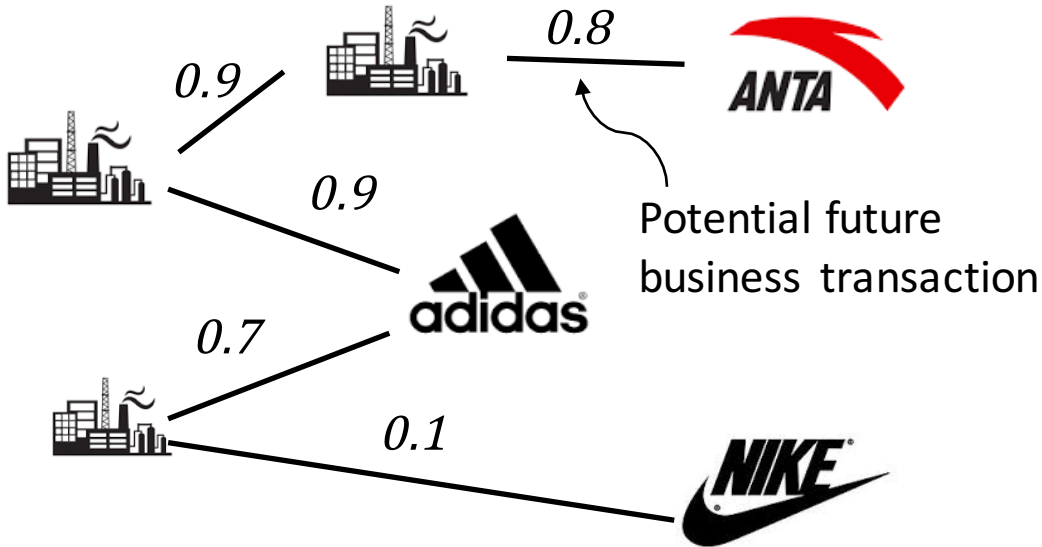 0.8
ANTA
0.9
0.9
Potential future
business transaction
adidas
0.7
0.1
NIKE